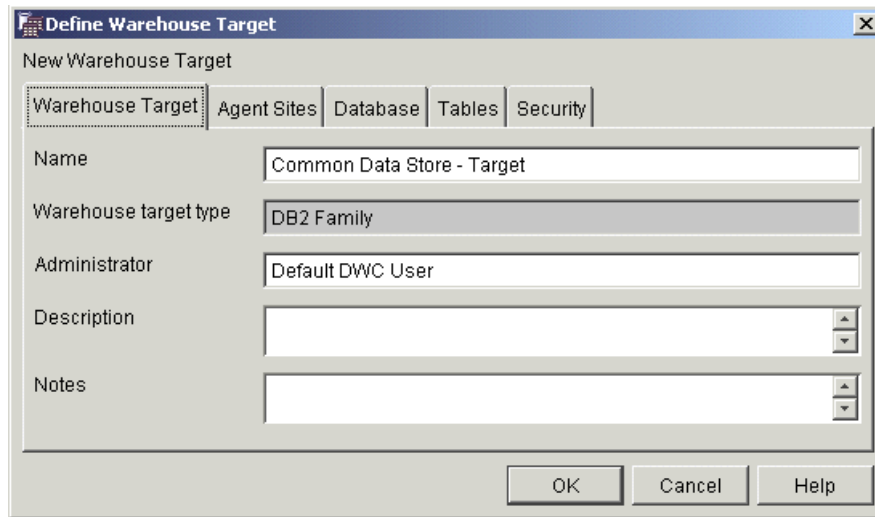 Define Warehouse Target
New Warehouse Target
Warehouse Target Agent Sites Database Tables Security
Name Common Data Store - Target
Warehouse target type DB2 Family
Administrator Default DWC User
Description
Notes
OK Cancel Help